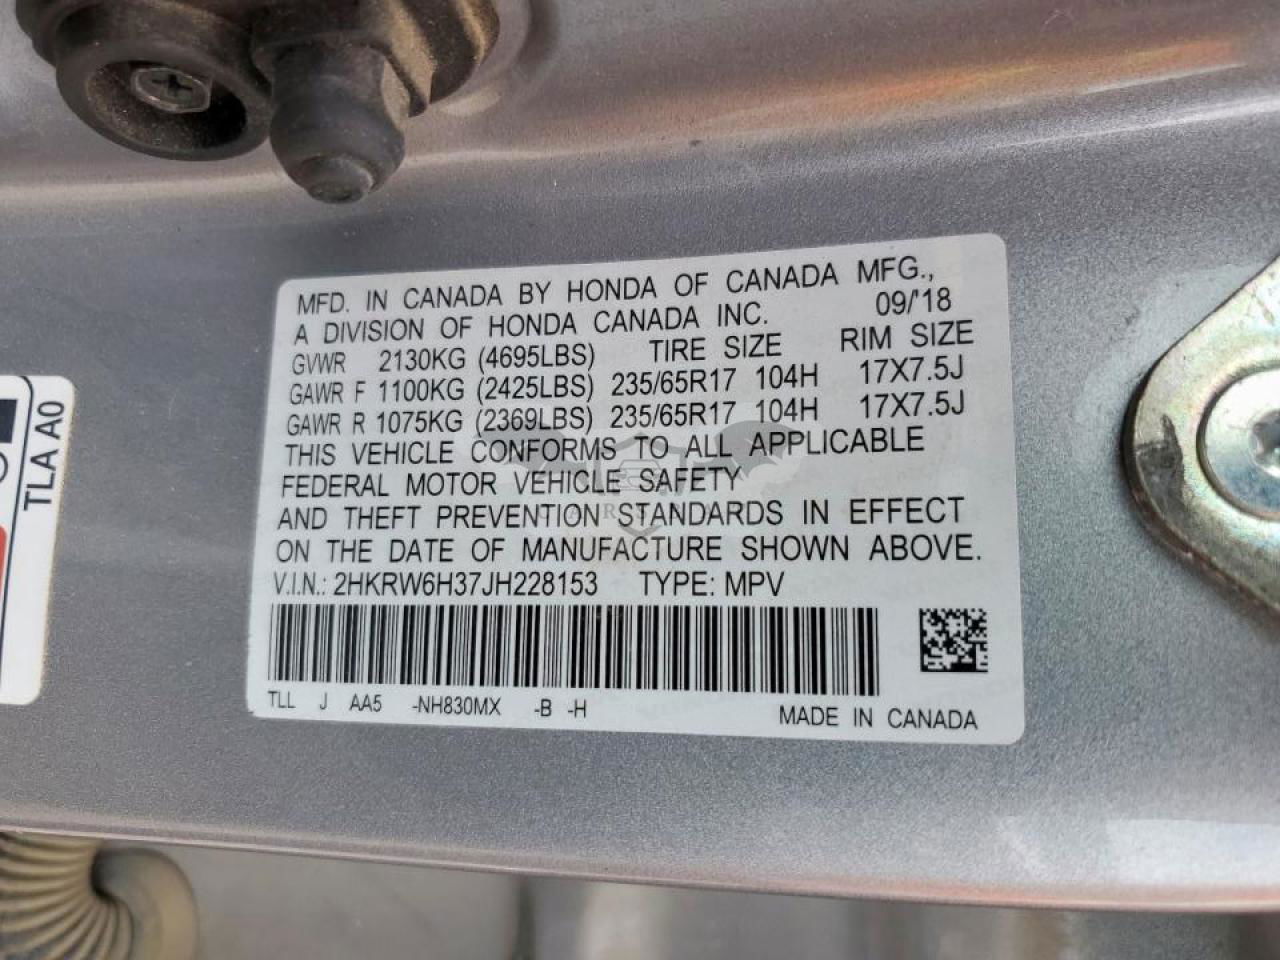 MFD. IN CANADA BY HONDA OF CANADA MFG.,
A DIVISION OF HONDA CANADA INC. 09/'18
GVWR 2130KG (4695LBS) TIRE SIZE RIM SIZE
GAWR F 1100KG (2425LBS) 235/65R17 104H 17X7.5J
GAWR R 1075KG (2369LBS) 235/65R17 104H 17X7.5J
THIS VEHICLE CONFORMS TO ALL APPLICABLE
FEDERAL MOTOR VEHICLE SAFETY
AND THEFT PREVENTION STANDARDS IN EFFECT
ON THE DATE OF MANUFACTURE SHOWN ABOVE.
V.I.N.: 2HKRW6H37JH228153 TYPE: MPV
TLL J AA5 -NH830MX -B -H
MADE IN CANADA
TLA A0